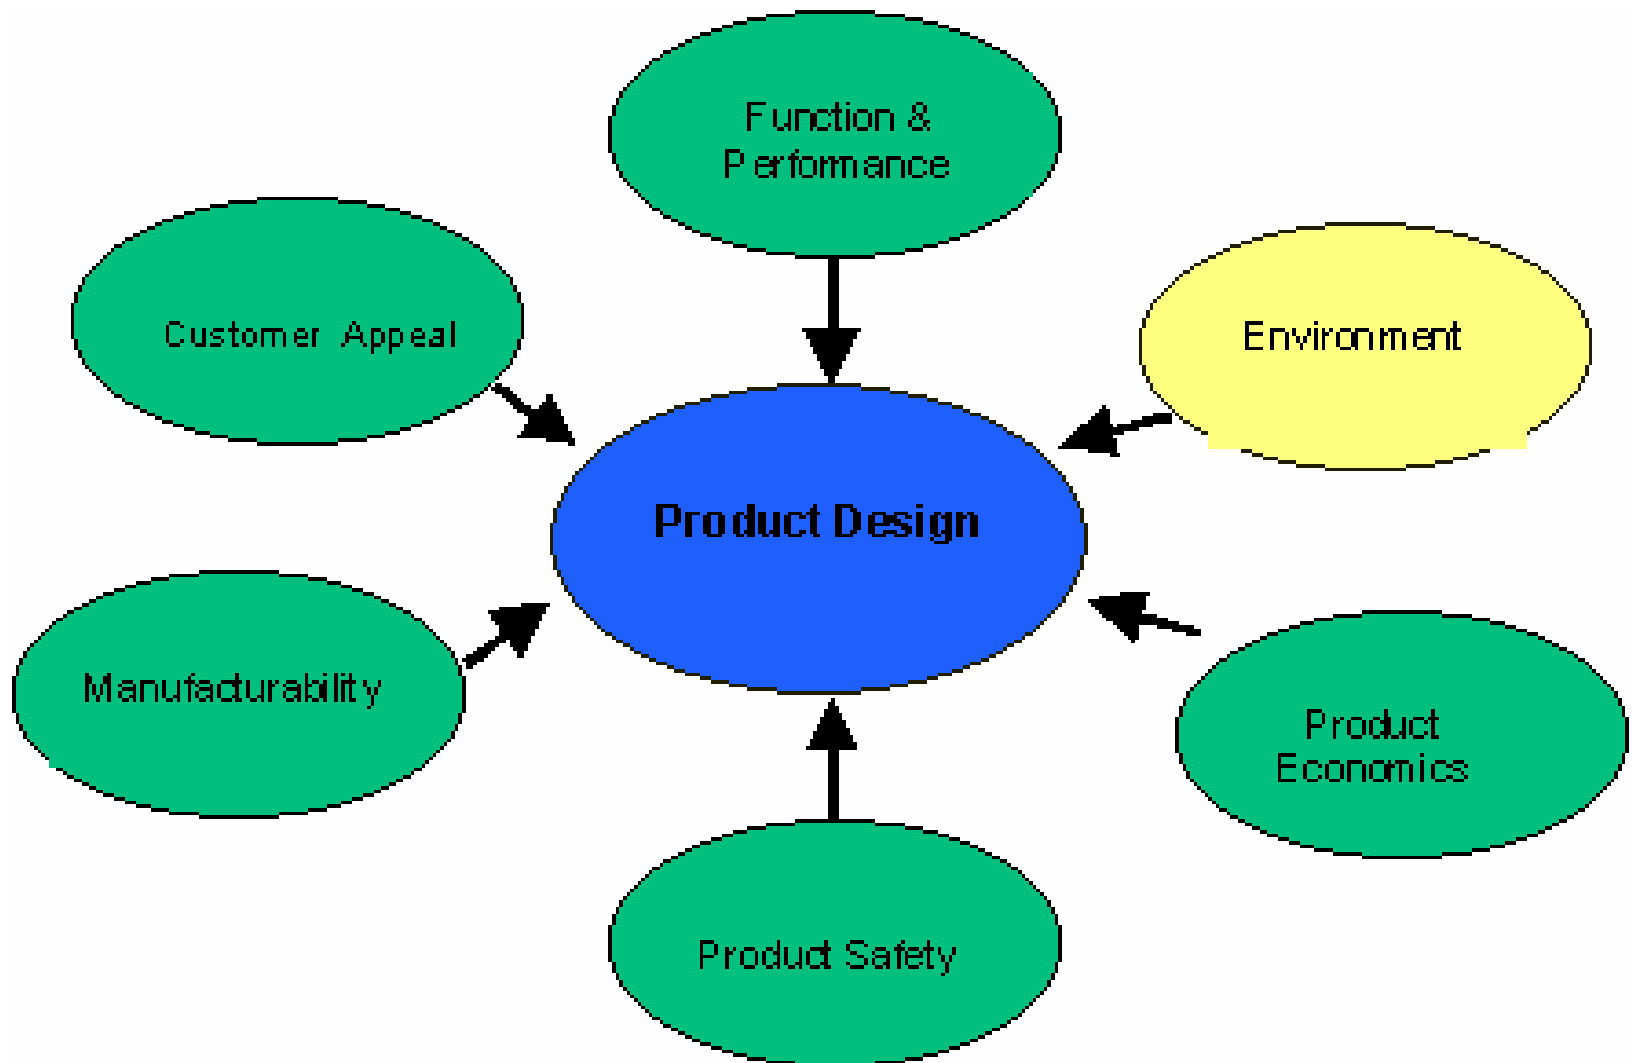 Function &
Performance
Customer Appeal
Environment
Product Design
Manufacturability
Product
Economics
Product Safety